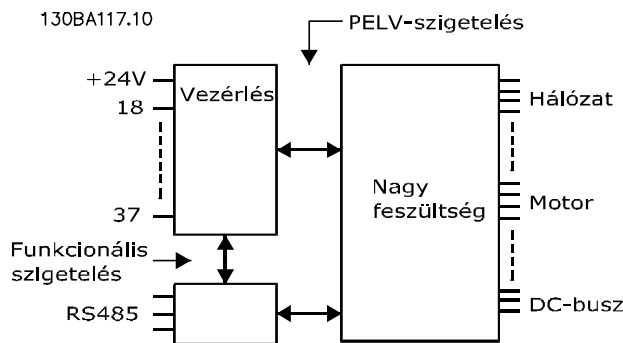 130BA117.10
PELV-szigetelés
+24V
Vezérlés
18
Hálózat
37
Nagy
feszültség
Motor
Funkcionális
szigetelés
RS485
DC-busz